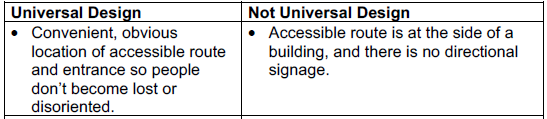 Universal Design
Not Universal Design
• Convenient, obvious
location of accessible route
and entrance so people
don't become lost or
disoriented.
• Accessible route is at the side of a
building, and there is no directional
signage.